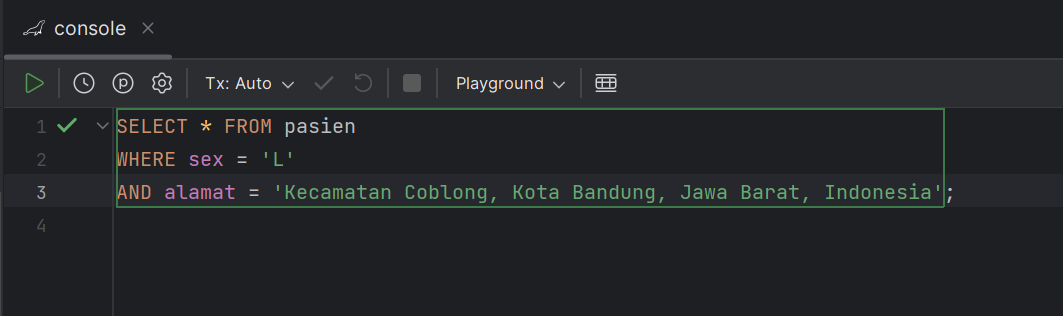 console
Tx: Auto Playground
1 SELECT * FROM pasien
2 WHERE sex = 'L'
3 AND alamat = 'Kecamatan Coblong, Kota Bandung, Jawa Barat, Indonesia';
4